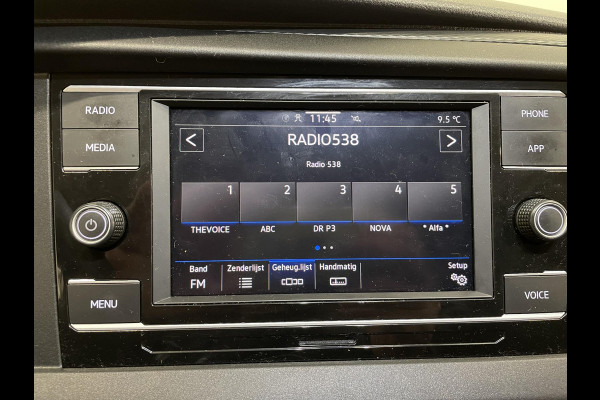 RADIO
MEDIA
MENU
PHONE
APP
VOICE
11:45
9.5 °C
< RADIO538 >
Radio 538
1 2 3 4 5
THEVOICE ABC DR P3 NOVA * Alfa *
Band Zenderlijst Geheug.lijst Handmatig Setup
FM